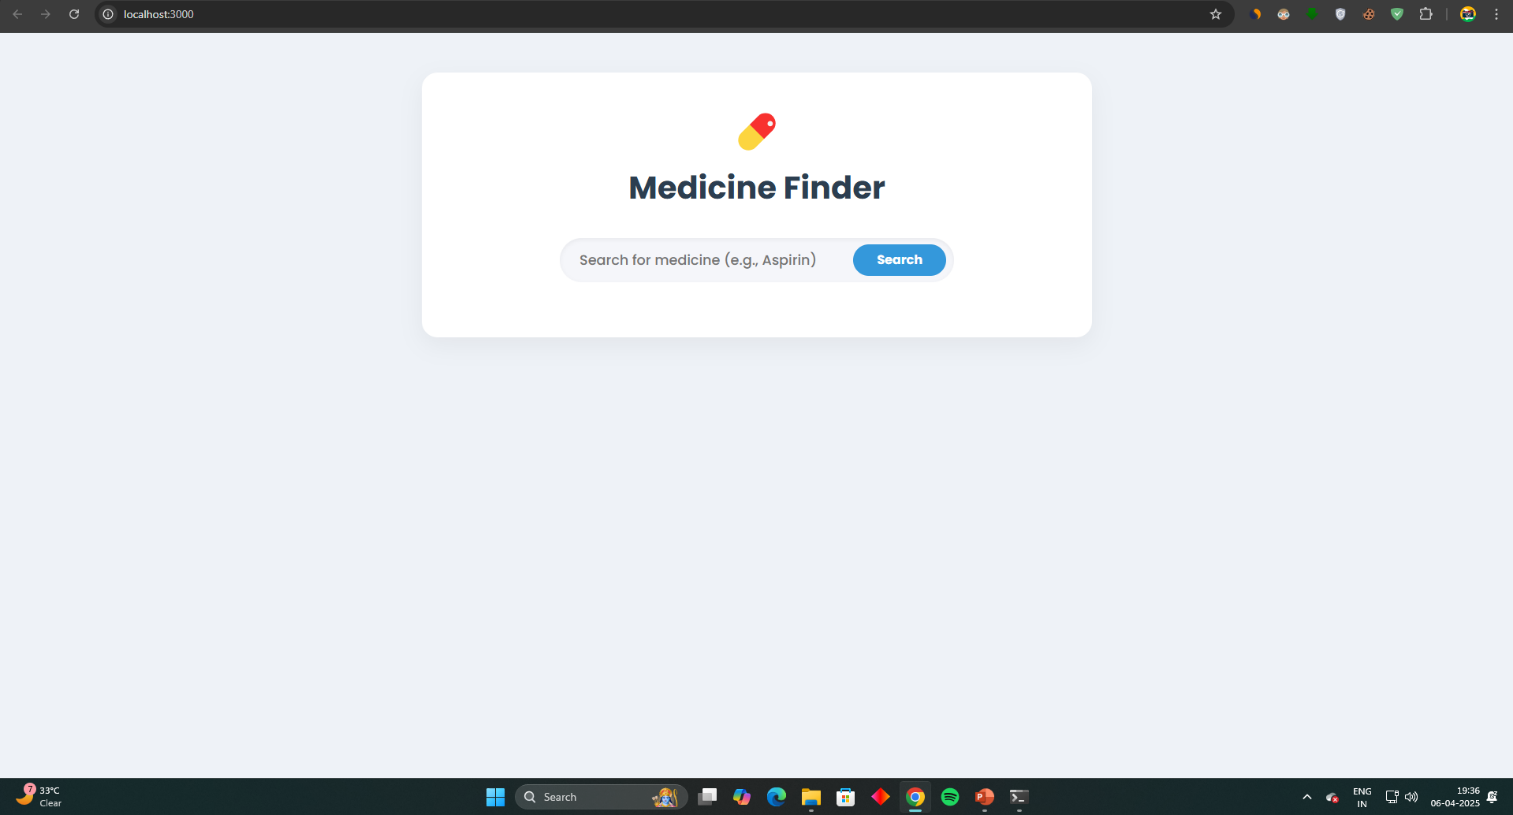 localhost:3000
Medicine Finder
Search for medicine (e.g., Aspirin)
Search
7
33°C
Clear
Search
ENG
IN
19:36
06-04-2025